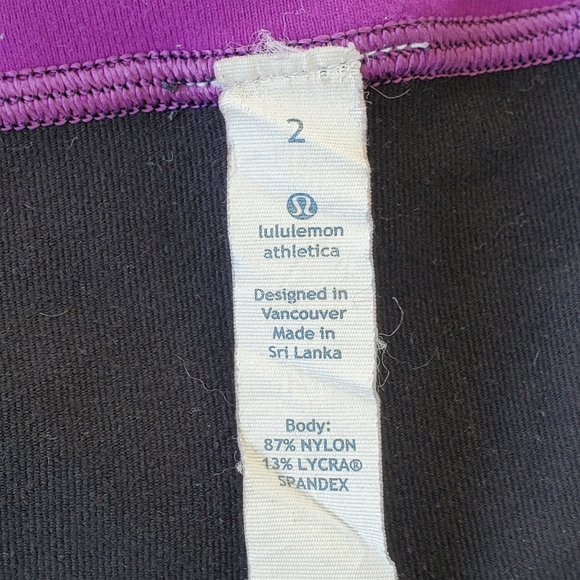 2
lululemon
athletica
Designed in
Vancouver
Made in
Sri Lanka
Body:
87% NYLON
13% LYCRA®
SPANDEX